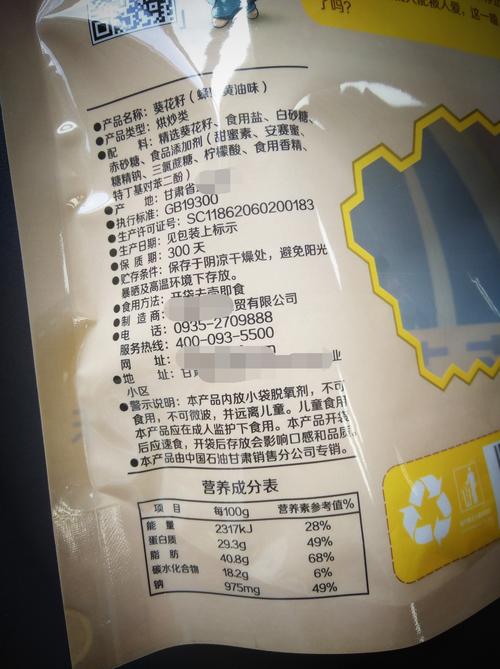 了吗？
●产品名称：葵花籽（蜂 黄油味）
●产品类型：烘炒类
●配 料：精选葵花籽、食用盐、白砂糖、
赤砂糖、食品添加剂（甜蜜素、安赛蜜、
糖精钠、三氯蔗糖、柠檬酸、食用香精、
特丁基对苯二酚）
●产 地：甘肃省
●执行标准：GB19300
●生产许可证号：SC11862060200183
●生产日期：见包装上标示
●保 质 期：300 天
●贮存条件：保存于阴凉干燥处，避免阳光
暴晒及高温环境下存放。
●食用方法：开袋去壳即食
●制 造 商： 贸有限公司
●电 话：0935-2709888
服务热线：400-093-5500
网 址：
●地 址：甘肃 业
小区
●警示说明：本产品内放小袋脱氧剂，不可
食用，不可微波，并远离儿童。儿童食用
本产品应在成人监护下食用。本产品开袋
后应速食，开袋后存放会影响口感和品质。
●本产品由中国石油甘肃销售分公司专销。
营养成分表
项 目 每100g 营养素参考值%
能 量 2317kJ 28%
蛋白质 29.3g 49%
脂 肪 40.8g 68%
碳水化合物 18.2g 6%
钠 975mg 49%